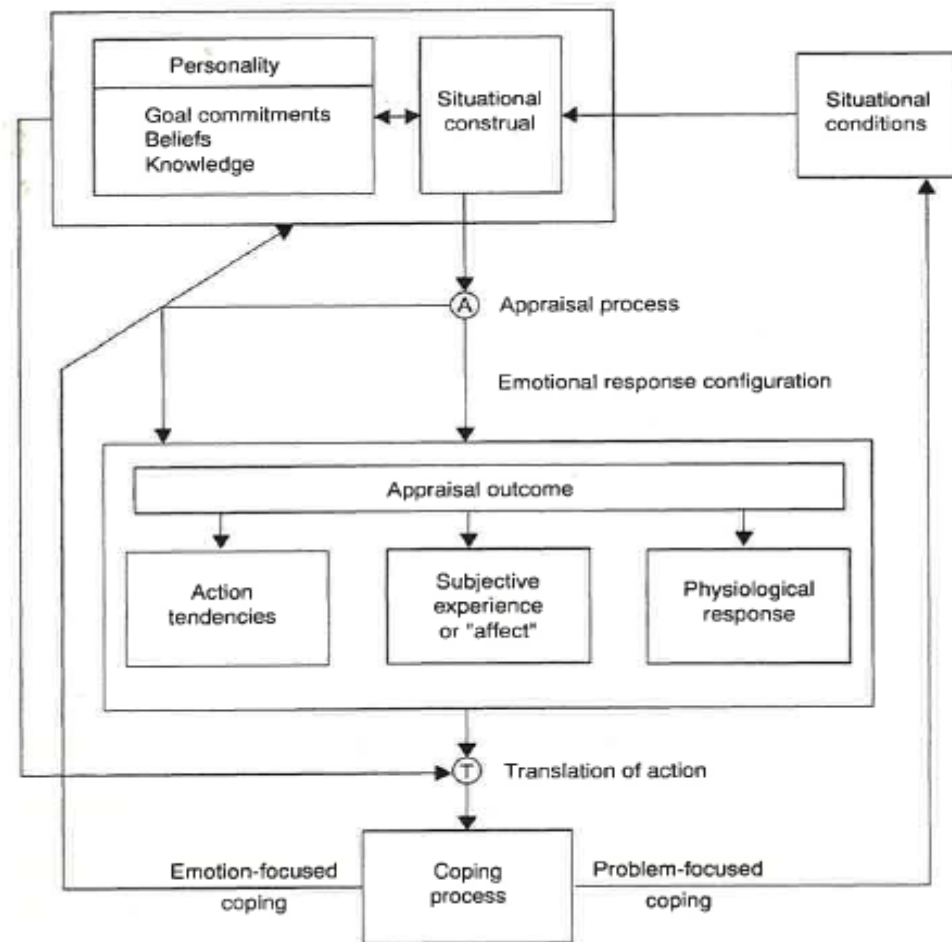 Personality
Goal commitments
Beliefs
Knowledge
Situational
construal
Situational
conditions
A
Appraisal process
Emotional response configuration
Appraisal outcome
Action
tendencies
Subjective
experience
or "affect"
Physiological
response
T
Translation of action
Emotion-focused
coping
Coping
process
Problem-focused
coping